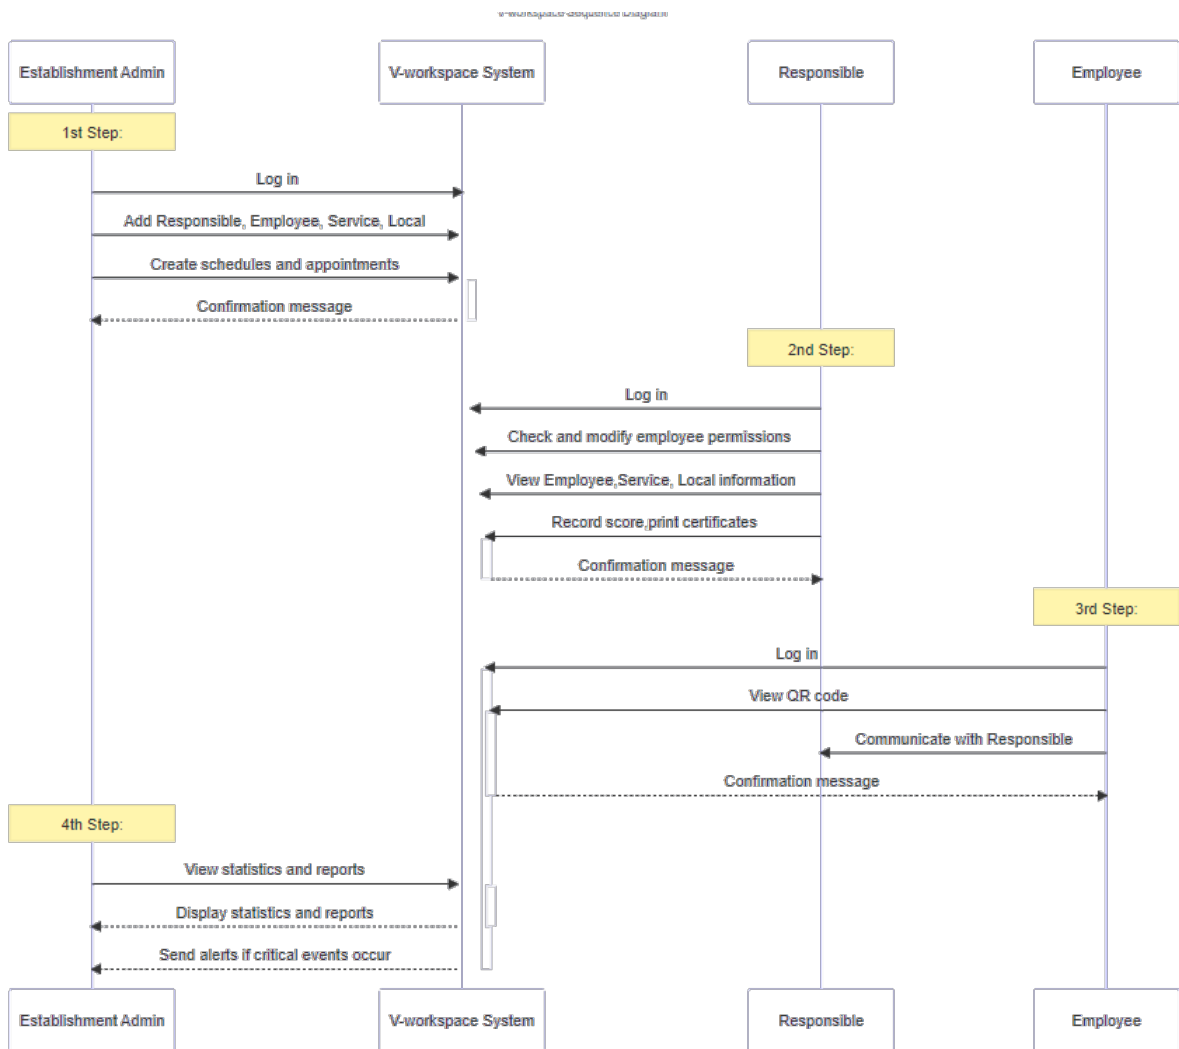 V-workspace Sequence Diagram
Establishment Admin
V-workspace System
Responsible
Employee
1st Step:
Log in
Add Responsible, Employee, Service, Local
Create schedules and appointments
Confirmation message
2nd Step:
Log in
Check and modify employee permissions
View Employee,Service, Local information
Record score,print certificates
Confirmation message
3rd Step:
Log in
View QR code
Communicate with Responsible
Confirmation message
4th Step:
View statistics and reports
Display statistics and reports
Send alerts if critical events occur
Establishment Admin
V-workspace System
Responsible
Employee